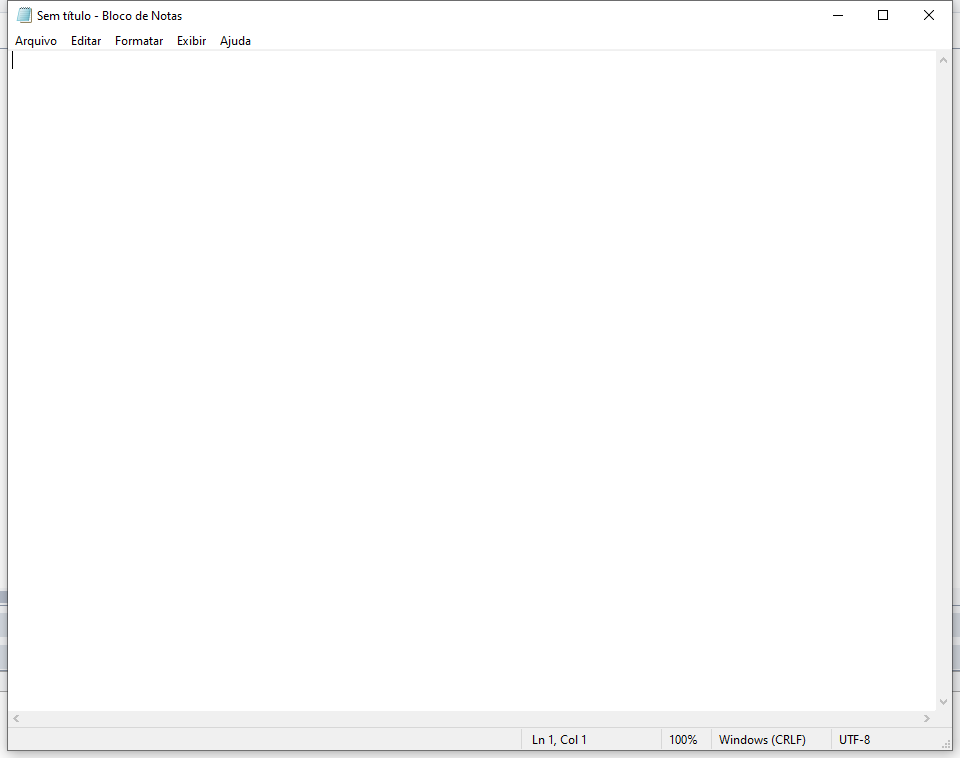 Sem título - Bloco de Notas
Arquivo Editar Formatar Exibir Ajuda
Ln 1, Col 1 100% Windows (CRLF) UTF-8